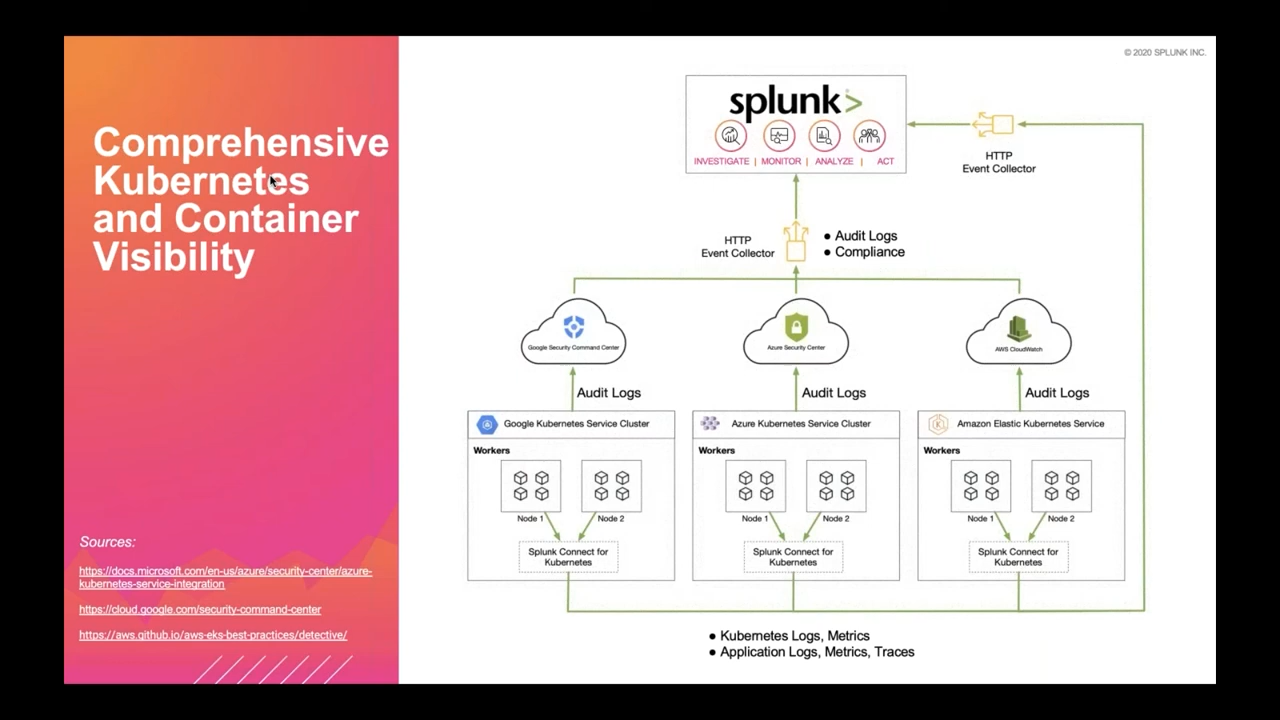 © 2020 SPLUNK INC.
Comprehensive
Kubernetes
and Container
Visibility
Sources:
https://docs.microsoft.com/en-us/azure/security-center/azure-
kubernetes-service-integration
https://cloud.google.com/security-command-center
https://aws.github.io/aws-eks-best-practices/detective/
splunk>
INVESTIGATE | MONITOR | ANALYZE | ACT
HTTP
Event Collector
HTTP
Event Collector
● Audit Logs
● Compliance
Google Security Command Center
Azure Security Center
AWS CloudWatch
Audit Logs
Audit Logs
Audit Logs
Google Kubernetes Service Cluster
Workers
Node 1
Node 2
Splunk Connect for
Kubernetes
Azure Kubernetes Service Cluster
Workers
Node 1
Node 2
Splunk Connect for
Kubernetes
Amazon Elastic Kubernetes Service
Workers
Node 1
Node 2
Splunk Connect for
Kubernetes
● Kubernetes Logs, Metrics
● Application Logs, Metrics, Traces